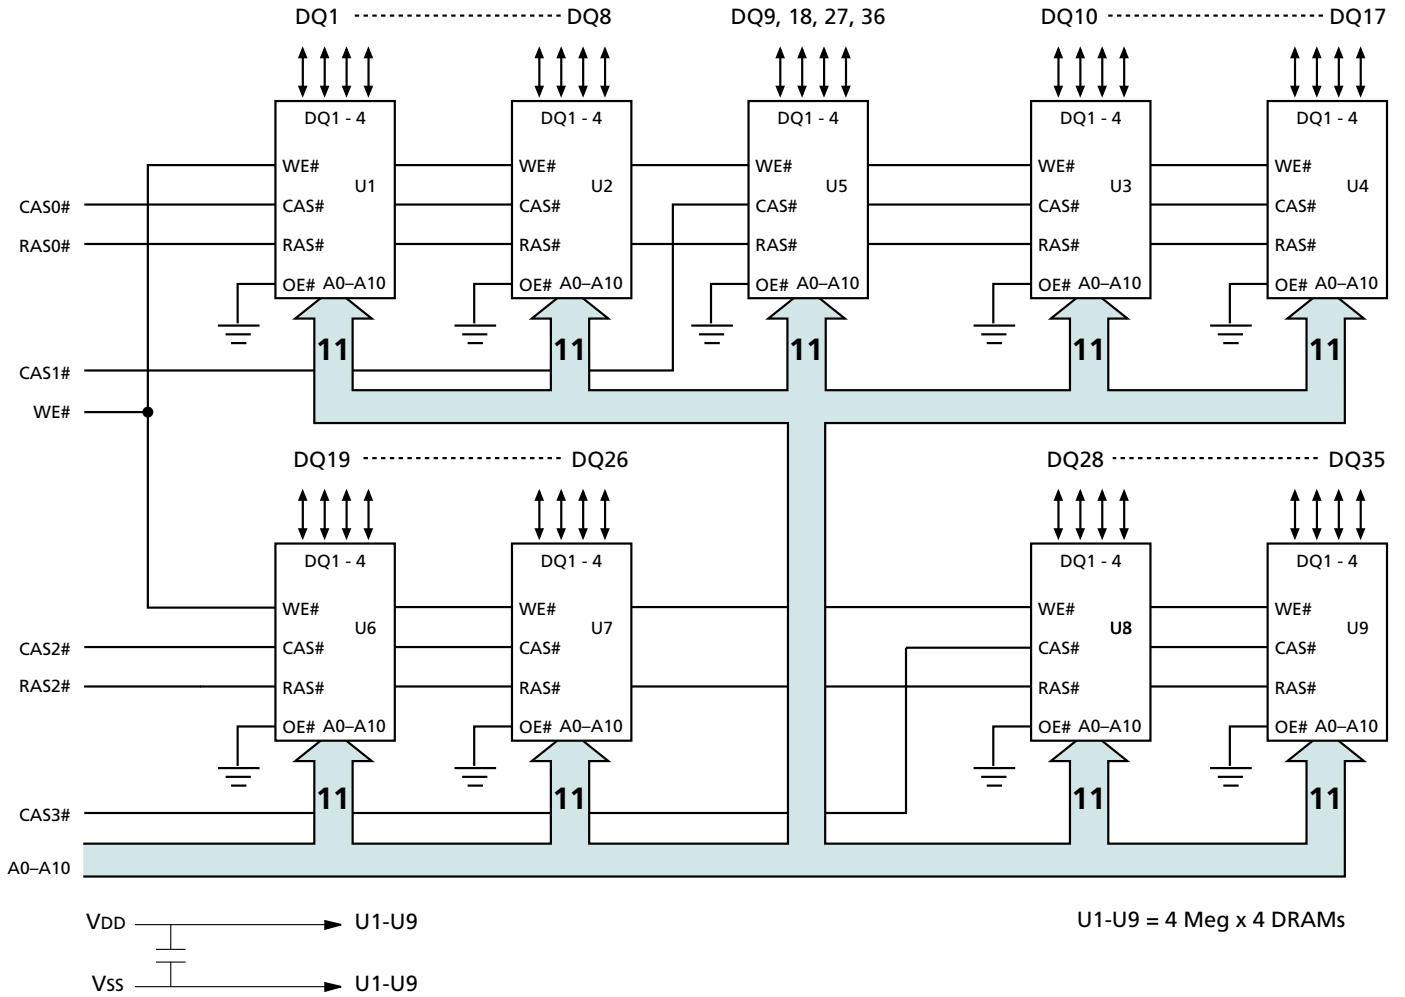 DQ1 DQ8 DQ9, 18, 27, 36 DQ10 DQ17
DQ1 - 4 DQ1 - 4 DQ1 - 4 DQ1 - 4 DQ1 - 4
WE# WE# WE# WE# WE#
U1 U2 U5 U3 U4
CAS0# CAS# CAS# CAS# CAS# CAS#
RAS0# RAS# RAS# RAS# RAS# RAS#
OE# A0–A10 OE# A0–A10 OE# A0–A10 OE# A0–A10 OE# A0–A10
11 11 11 11 11
CAS1#
WE#
DQ19 DQ26 DQ28 DQ35
DQ1 - 4 DQ1 - 4 DQ1 - 4 DQ1 - 4
WE# WE# WE# WE#
U6 U7 U8 U9
CAS2# CAS# CAS# CAS# CAS#
RAS2# RAS# RAS# RAS# RAS#
OE# A0–A10 OE# A0–A10 OE# A0–A10 OE# A0–A10
11 11 11 11
CAS3#
A0–A10
VDD U1-U9 U1-U9 = 4 Meg x 4 DRAMs
VSS U1-U9